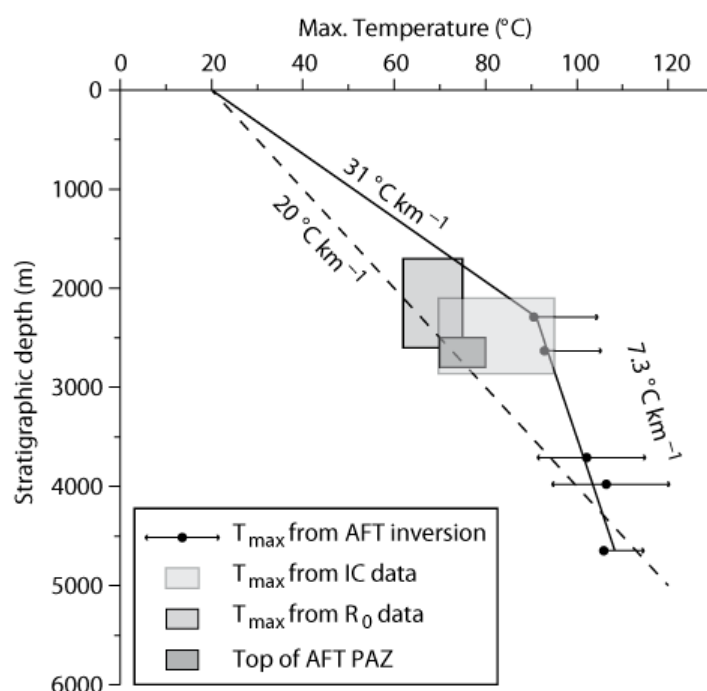 Max. Temperature (°C)
0 20 40 60 80 100 120
0
1000
2000
3000
4000
5000
6000
Stratigraphic depth (m)
31 °C km⁻¹
20 °C km⁻¹
7.3 °C km⁻¹
Tmax from AFT inversion
Tmax from IC data
Tmax from R0 data
Top of AFT PAZ